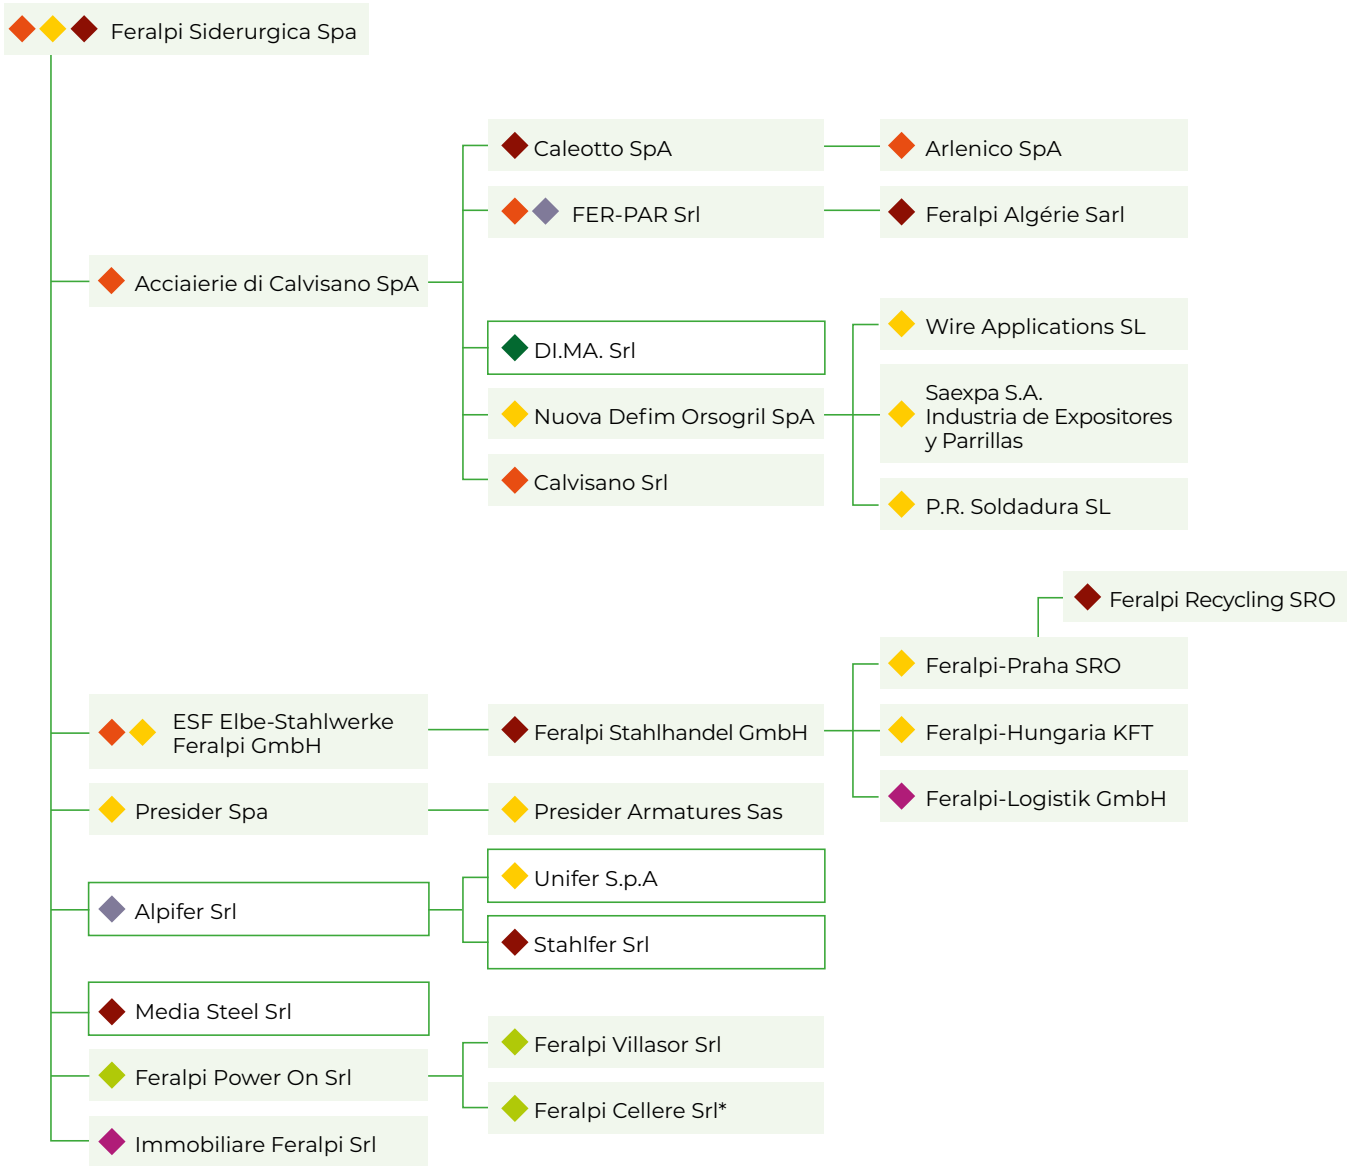 Feralpi Siderurgica Spa
Caleotto SpA
Arlenico SpA
FER-PAR Srl
Feralpi Algérie Sarl
Acciaierie di Calvisano SpA
Wire Applications SL
DI.MA. Srl
Saexpa S.A.
Industria de Expositores
y Parrillas
Nuova Defim Orsogril SpA
Calvisano Srl
P.R. Soldadura SL
Feralpi Recycling SRO
Feralpi-Praha SRO
ESF Elbe-Stahlwerke
Feralpi GmbH
Feralpi Stahlhandel GmbH
Feralpi-Hungaria KFT
Feralpi-Logistik GmbH
Presider Spa
Presider Armatures Sas
Unifer S.p.A
Alpifer Srl
Stahlfer Srl
Media Steel Srl
Feralpi Villasor Srl
Feralpi Power On Srl
Feralpi Cellere Srl*
Immobiliare Feralpi Srl